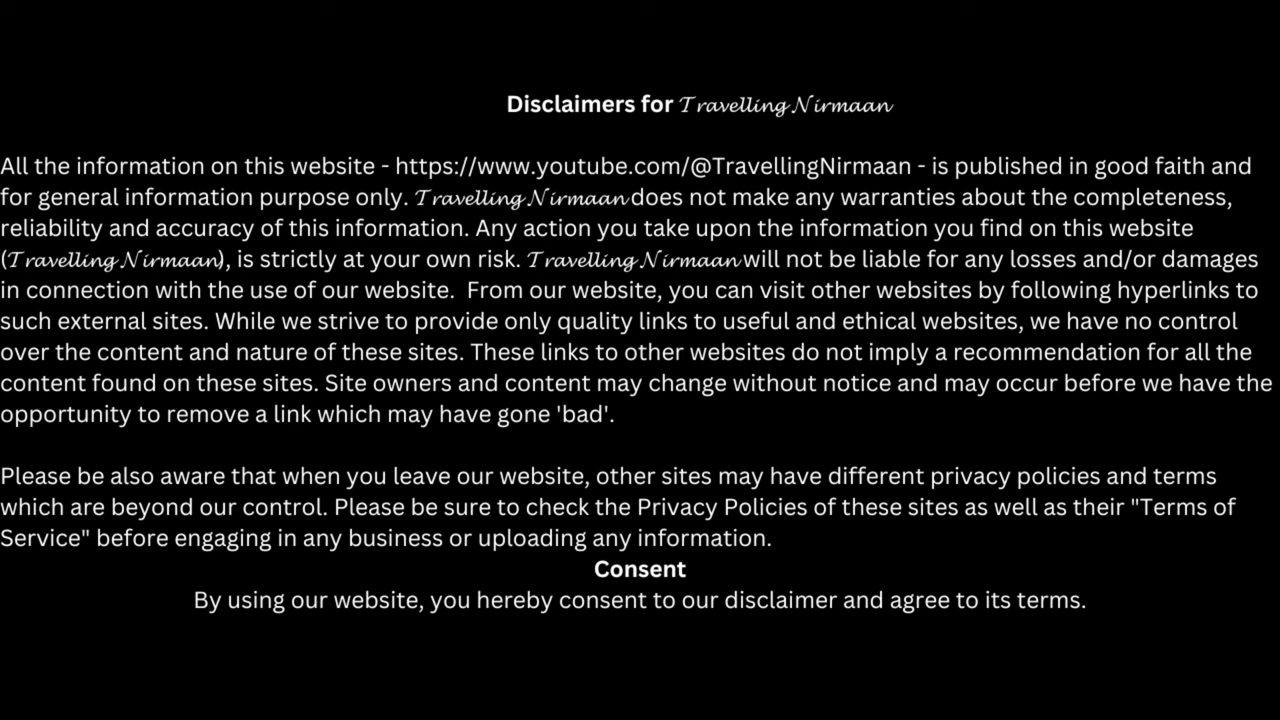 Disclaimers for Travelling Nirmaan
All the information on this website - https://www.youtube.com/@TravellingNirmaan - is published in good faith and
for general information purpose only. Travelling Nirmaan does not make any warranties about the completeness,
reliability and accuracy of this information. Any action you take upon the information you find on this website
(Travelling Nirmaan), is strictly at your own risk. Travelling Nirmaan will not be liable for any losses and/or damages
in connection with the use of our website.  From our website, you can visit other websites by following hyperlinks to
such external sites. While we strive to provide only quality links to useful and ethical websites, we have no control
over the content and nature of these sites. These links to other websites do not imply a recommendation for all the
content found on these sites. Site owners and content may change without notice and may occur before we have the
opportunity to remove a link which may have gone 'bad'.
Please be also aware that when you leave our website, other sites may have different privacy policies and terms
which are beyond our control. Please be sure to check the Privacy Policies of these sites as well as their "Terms of
Service" before engaging in any business or uploading any information.
Consent
By using our website, you hereby consent to our disclaimer and agree to its terms.